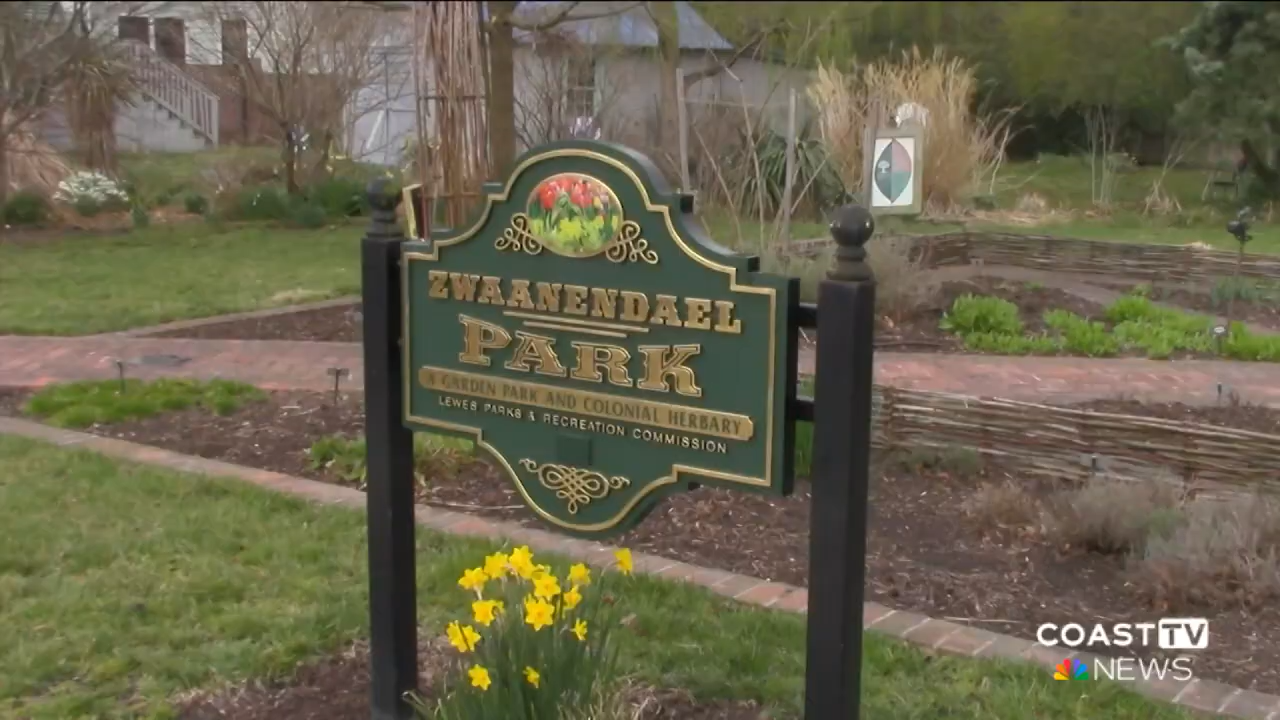 ZWAANENDAEL
PARK
A GARDEN PARK AND COLONIAL HERBARY
LEWES PARKS & RECREATION COMMISSION
COAST TV
NEWS